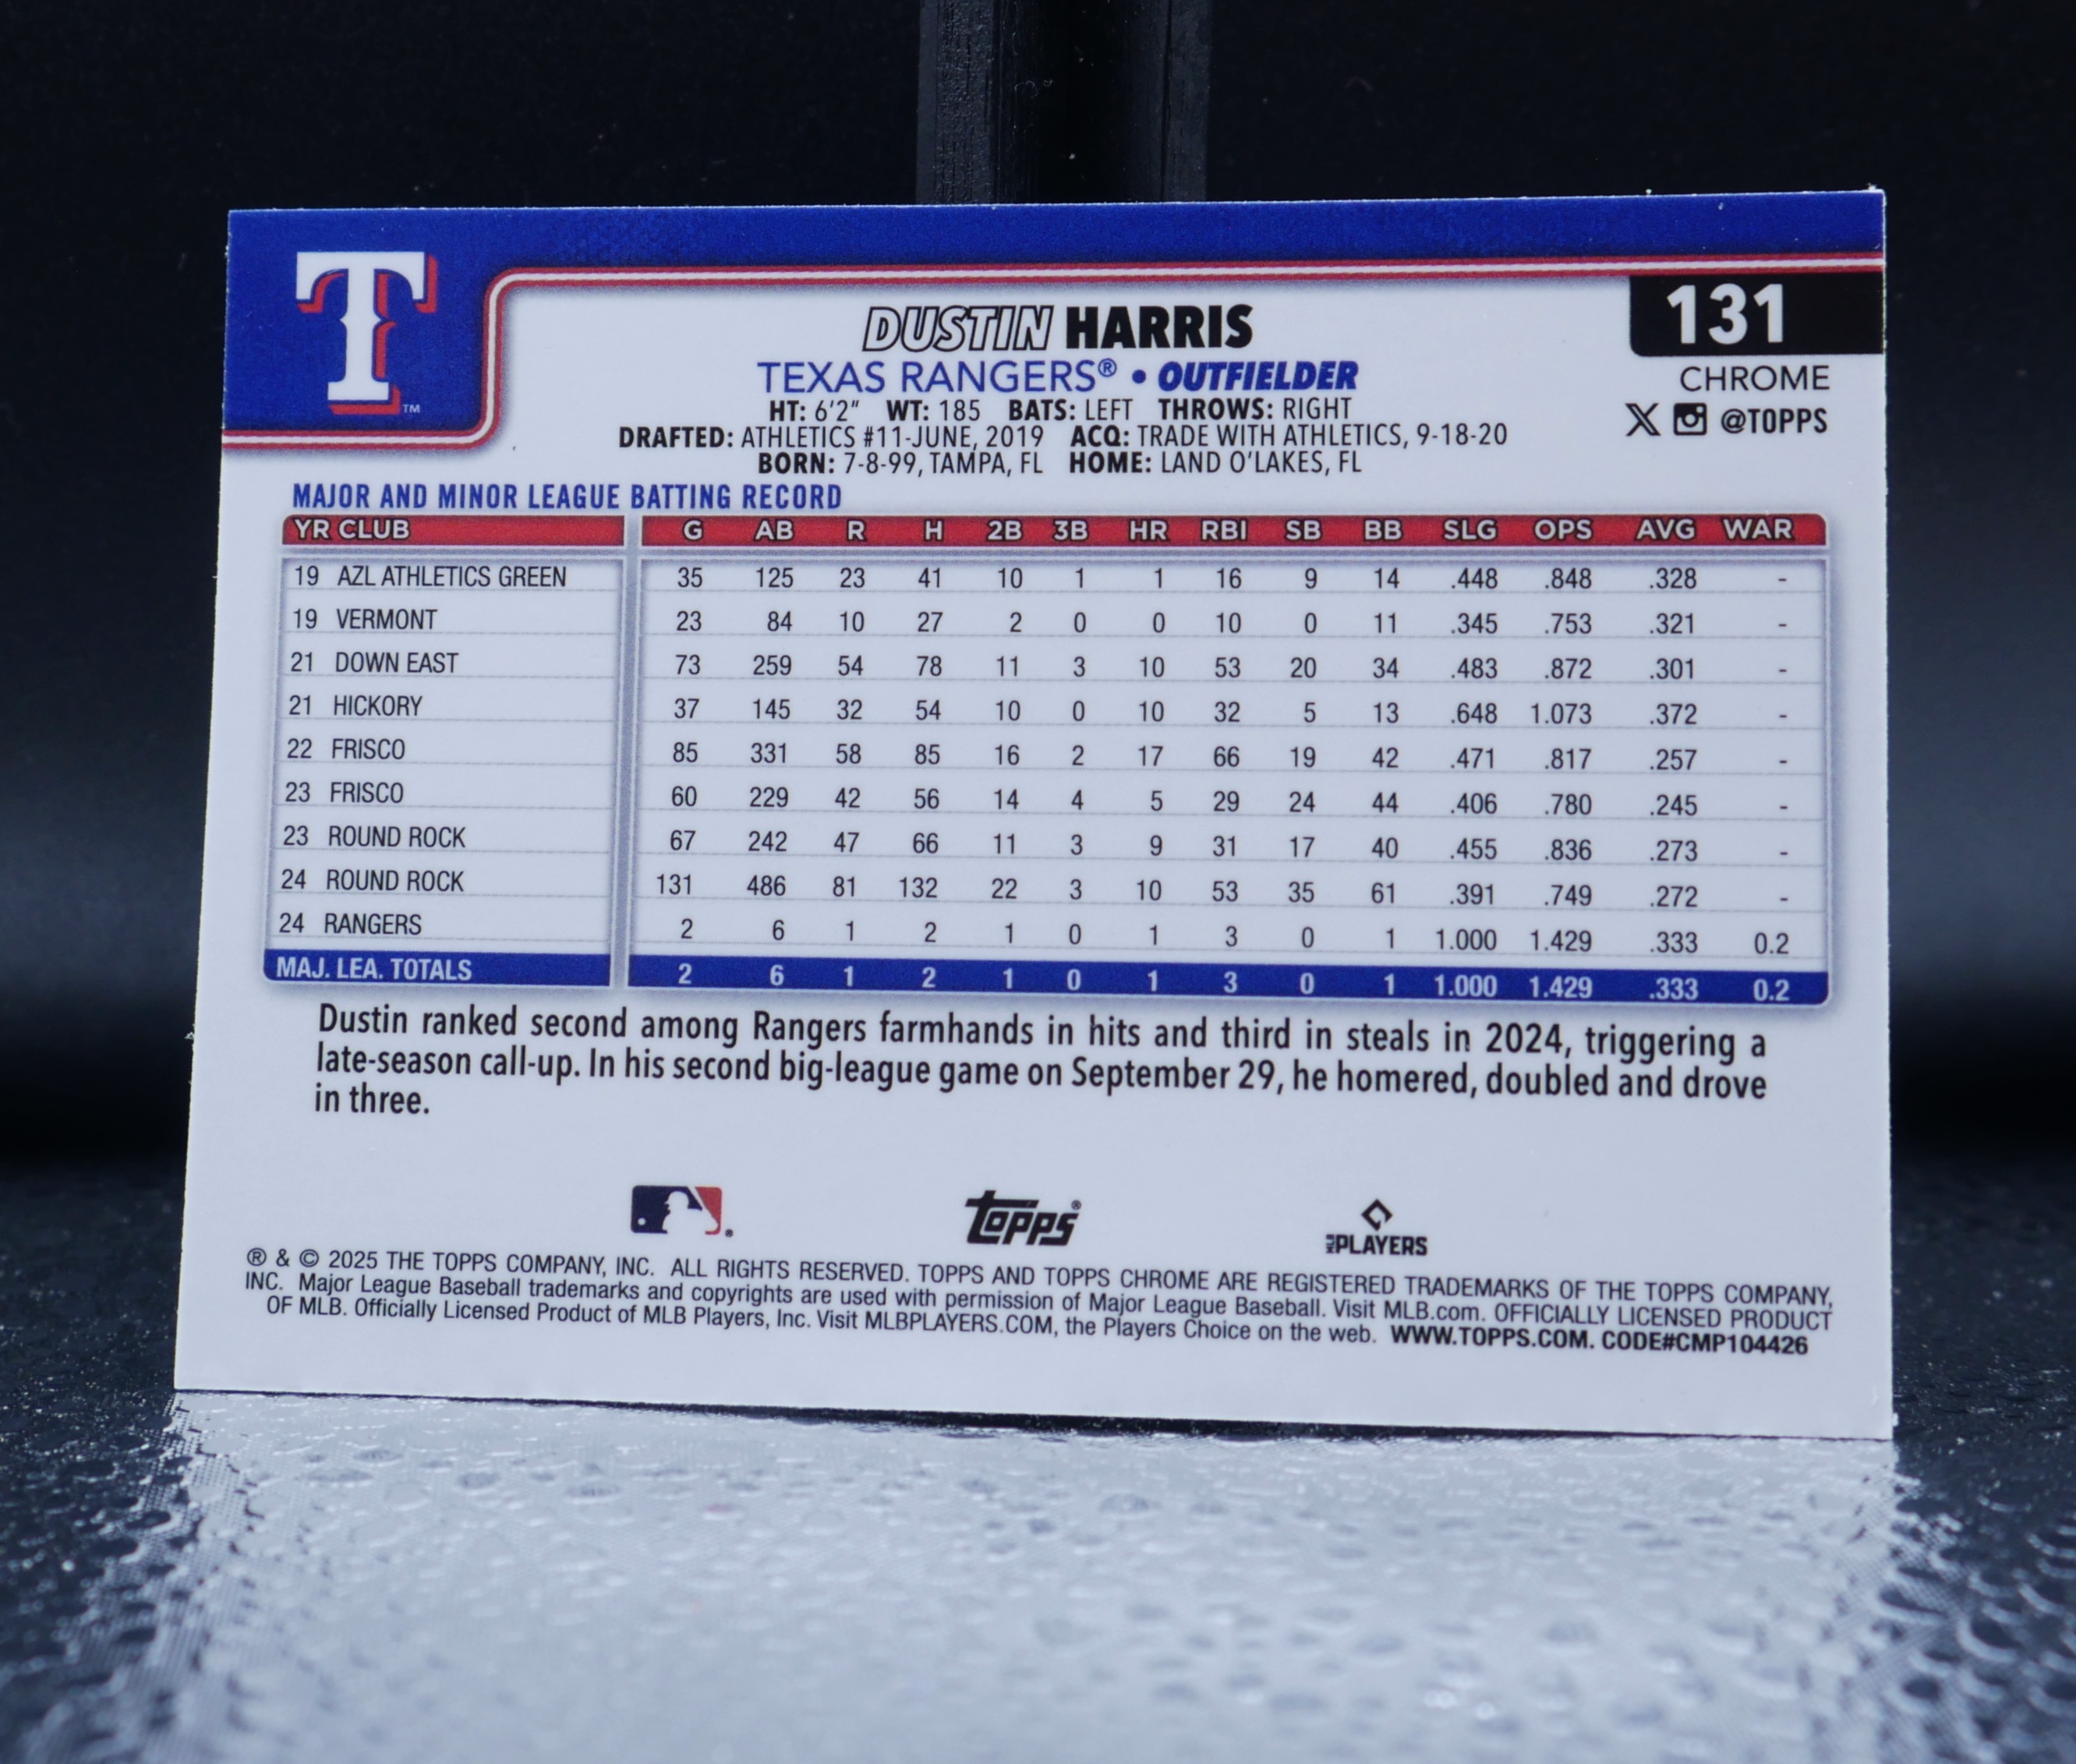 T
TM
131
DUSTIN HARRIS
TEXAS RANGERS® • OUTFIELDER
CHROME
@TOPPS
HT: 6'2" WT: 185 BATS: LEFT THROWS: RIGHT
DRAFTED: ATHLETICS #11-JUNE, 2019 ACQ: TRADE WITH ATHLETICS, 9-18-20
BORN: 7-8-99, TAMPA, FL HOME: LAND O'LAKES, FL
MAJOR AND MINOR LEAGUE BATTING RECORD
YR CLUB G AB R H 2B 3B HR RBI SB BB SLG OPS AVG WAR
19 AZL ATHLETICS GREEN 35 125 23 41 10 1 1 16 9 14 .448 .848 .328 -
19 VERMONT 23 84 10 27 2 0 0 10 0 11 .345 .753 .321 -
21 DOWN EAST 73 259 54 78 11 3 10 53 20 34 .483 .872 .301 -
21 HICKORY 37 145 32 54 10 0 10 32 5 13 .648 1.073 .372 -
22 FRISCO 85 331 58 85 16 2 17 66 19 42 .471 .817 .257 -
23 FRISCO 60 229 42 56 14 4 5 29 24 44 .406 .780 .245 -
23 ROUND ROCK 67 242 47 66 11 3 9 31 17 40 .455 .836 .273 -
24 ROUND ROCK 131 486 81 132 22 3 10 53 35 61 .391 .749 .272 -
24 RANGERS 2 6 1 2 1 0 1 3 0 1 1.000 1.429 .333 0.2
MAJ. LEA. TOTALS 2 6 1 2 1 0 1 3 0 1 1.000 1.429 .333 0.2
Dustin ranked second among Rangers farmhands in hits and third in steals in 2024, triggering a
late-season call-up. In his second big-league game on September 29, he homered, doubled and drove
in three.
topps®
MLB PLAYERS
® & © 2025 THE TOPPS COMPANY, INC. ALL RIGHTS RESERVED. TOPPS AND TOPPS CHROME ARE REGISTERED TRADEMARKS OF THE TOPPS COMPANY,
INC. Major League Baseball trademarks and copyrights are used with permission of Major League Baseball. Visit MLB.com. OFFICIALLY LICENSED PRODUCT
OF MLB. Officially Licensed Product of MLB Players, Inc. Visit MLBPLAYERS.COM, the Players Choice on the web. WWW.TOPPS.COM. CODE#CMP104426